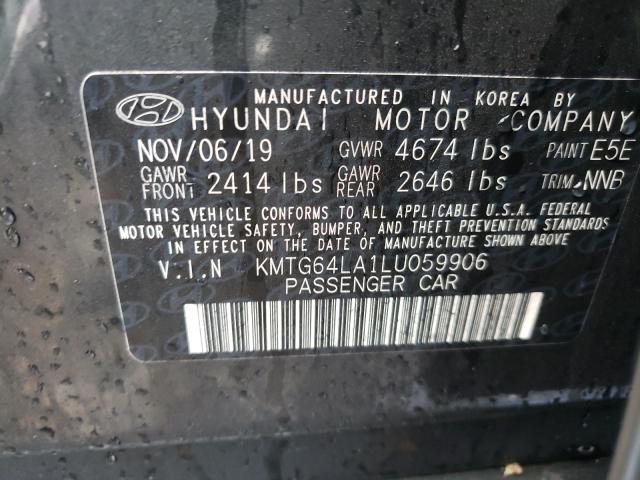 MANUFACTURED IN KOREA BY
HYUNDAI MOTOR COMPANY
NOV/06/19 GVWR 4674 lbs PAINT E5E
GAWR FRONT 2414 lbs GAWR REAR 2646 lbs TRIM NNB
THIS VEHICLE CONFORMS TO ALL APPLICABLE U.S.A. FEDERAL
MOTOR VEHICLE SAFETY, BUMPER, AND THEFT PREVENTION STANDARDS
IN EFFECT ON THE DATE OF MANUFACTURE SHOWN ABOVE
V.I.N KMTG64LA1LU059906
PASSENGER CAR